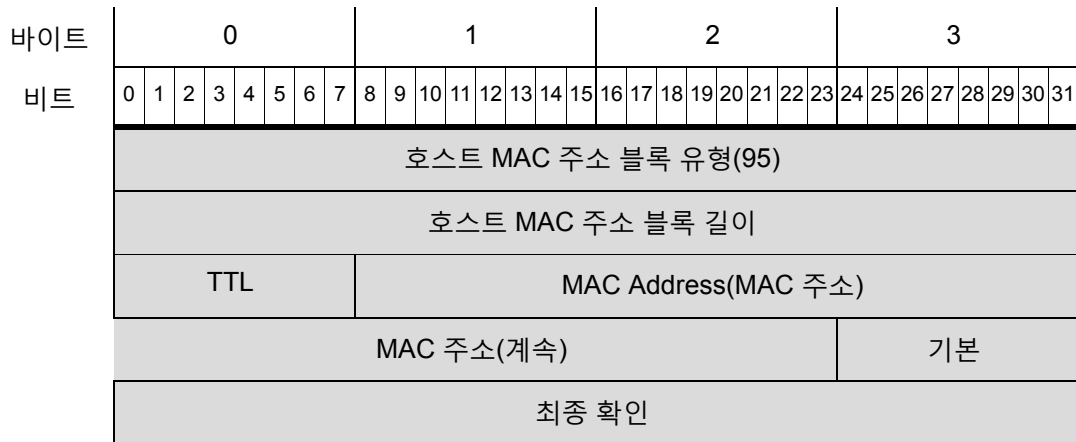 바이트 0 1 2 3
비트 0 1 2 3 4 5 6 7 8 9 10 11 12 13 14 15 16 17 18 19 20 21 22 23 24 25 26 27 28 29 30 31
호스트 MAC 주소 블록 유형(95)
호스트 MAC 주소 블록 길이
TTL MAC Address(MAC 주소)
MAC 주소(계속) 기본
최종 확인